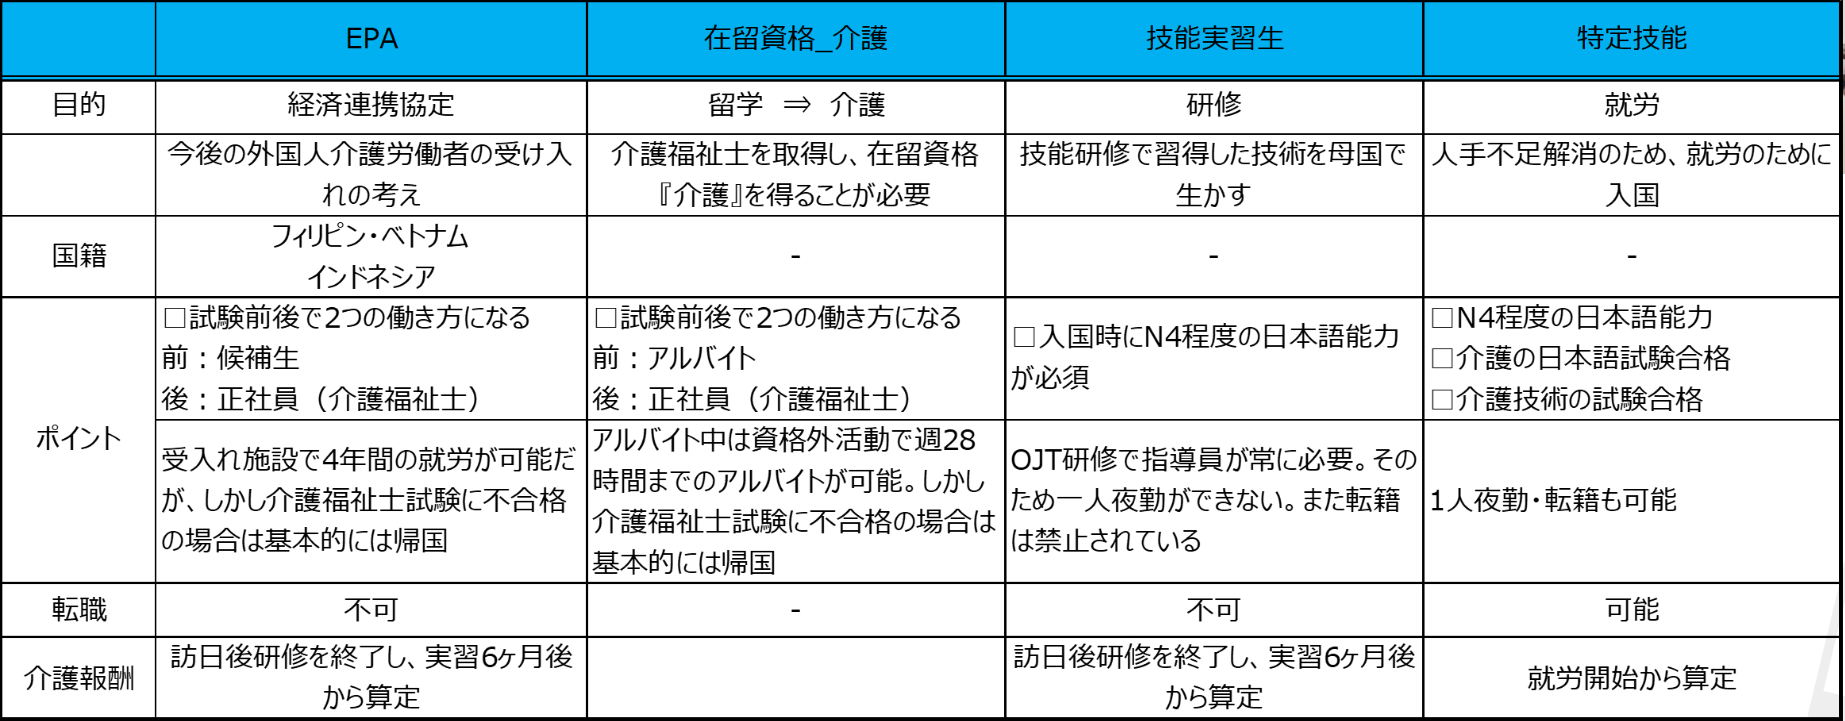 EPA
在留資格_介護
技能実習生
特定技能
目的
経済連携協定
留学 ⇒ 介護
研修
就労
今後の外国人介護労働者の受け入
れの考え
介護福祉士を取得し、在留資格
『介護』を得ることが必要
技能研修で習得した技術を母国で
生かす
人手不足解消のため、就労のために
入国
国籍
フィリピン・ベトナム
インドネシア
-
-
-
ポイント
□試験前後で2つの働き方になる
前：候補生
後：正社員（介護福祉士）
□試験前後で2つの働き方になる
前：アルバイト
後：正社員（介護福祉士）
□入国時にN4程度の日本語能力
が必須
□N4程度の日本語能力
□介護の日本語試験合格
□介護技術の試験合格
受入れ施設で4年間の就労が可能だ
が、しかし介護福祉士試験に不合格
の場合は基本的には帰国
アルバイト中は資格外活動で週28
時間までのアルバイトが可能。しかし
介護福祉士試験に不合格の場合は
基本的には帰国
OJT研修で指導員が常に必要。その
ため一人夜勤ができない。また転籍
は禁止されている
1人夜勤・転籍も可能
転職
不可
-
不可
可能
介護報酬
訪日後研修を終了し、実習6ヶ月後
から算定
訪日後研修を終了し、実習6ヶ月後
から算定
就労開始から算定